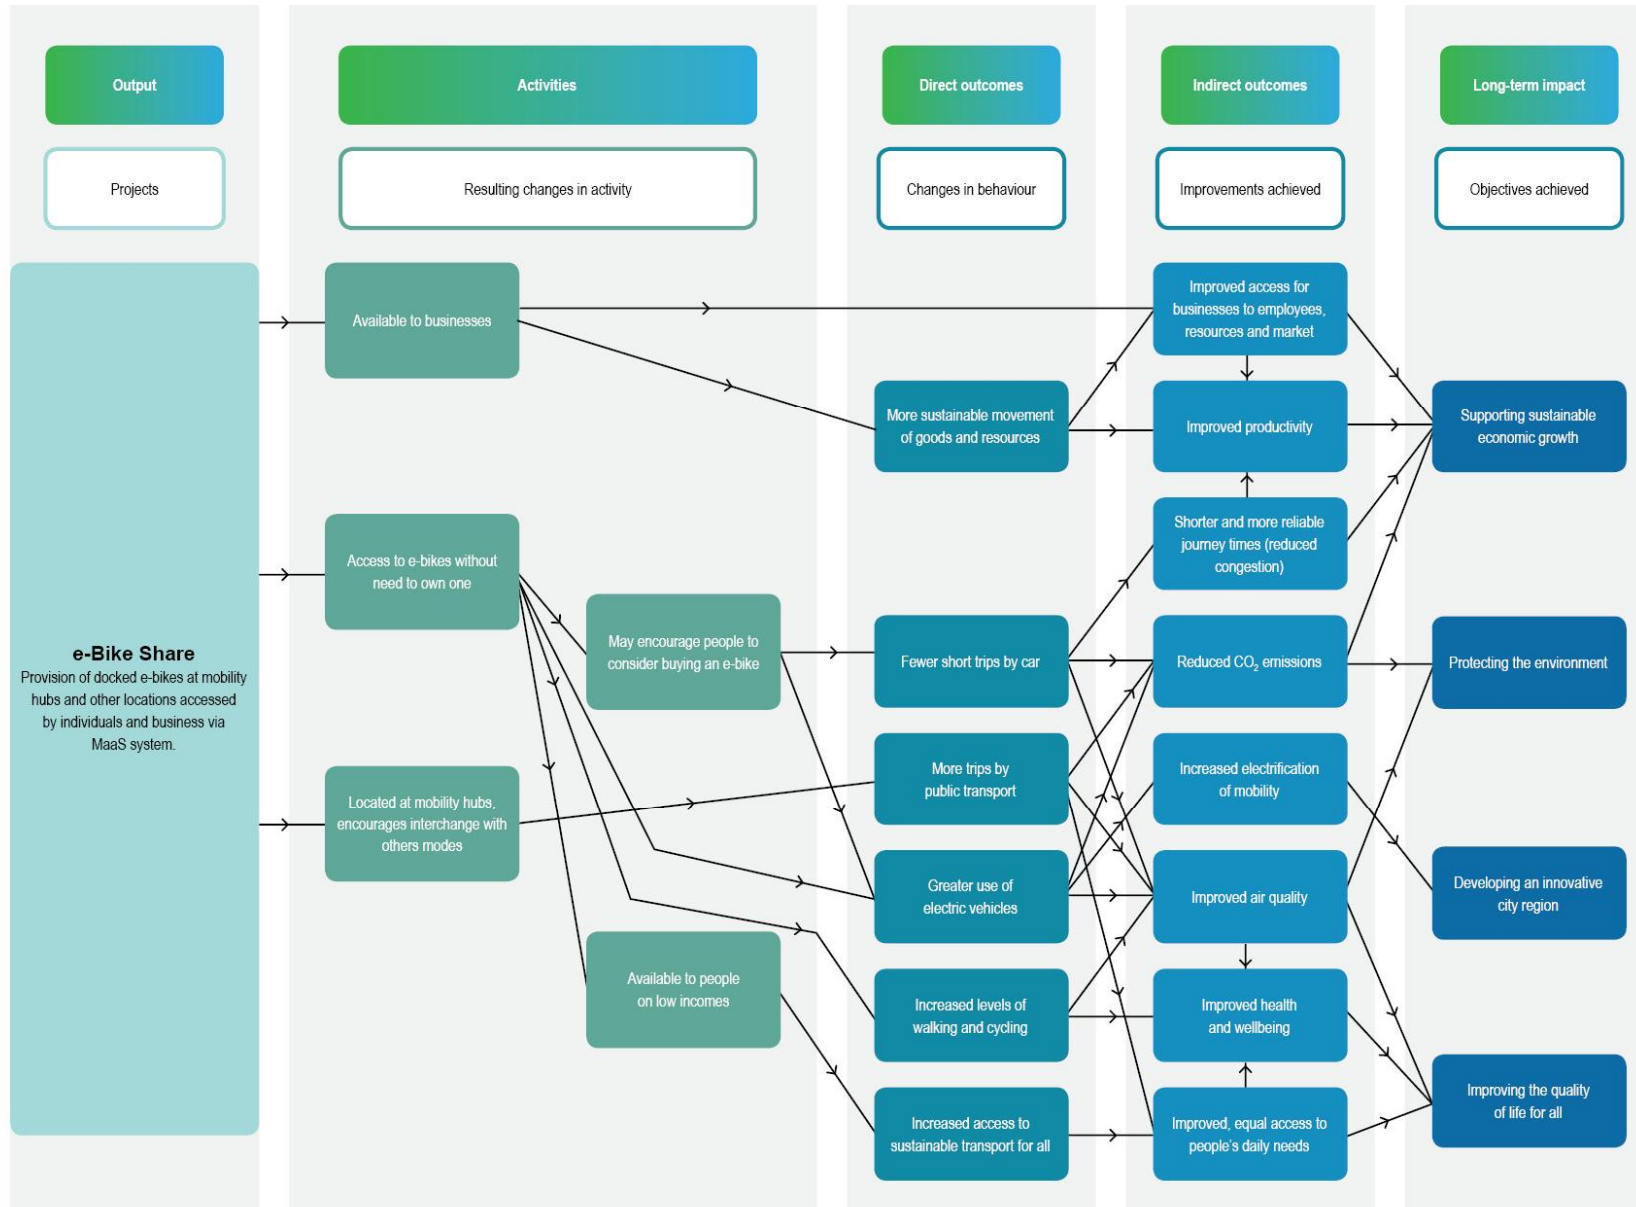 Output
Activities
Direct outcomes
Indirect outcomes
Long-term impact
Projects
Resulting changes in activity
Changes in behaviour
Improvements achieved
Objectives achieved
e-Bike Share
Provision of docked e-bikes at mobility
hubs and other locations accessed
by individuals and business via
MaaS system.
Available to businesses
Access to e-bikes without
need to own one
Located at mobility hubs,
encourages interchange with
others modes
May encourage people to
consider buying an e-bike
Available to people
on low incomes
More sustainable movement
of goods and resources
Fewer short trips by car
More trips by
public transport
Greater use of
electric vehicles
Increased levels of
walking and cycling
Increased access to
sustainable transport for all
Improved access for
businesses to employees,
resources and market
Improved productivity
Shorter and more reliable
journey times (reduced
congestion)
Reduced CO₂ emissions
Increased electrification
of mobility
Improved air quality
Improved health
and wellbeing
Improved, equal access to
people's daily needs
Supporting sustainable
economic growth
Protecting the environment
Developing an innovative
city region
Improving the quality
of life for all